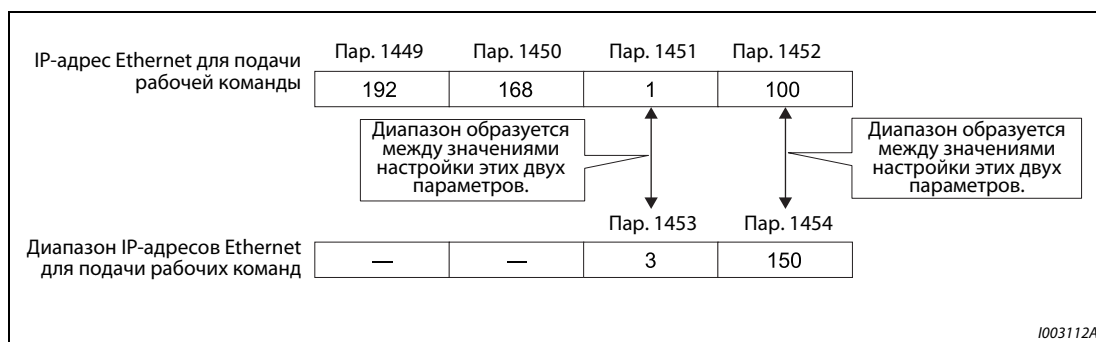 Пар. 1449 Пар. 1450 Пар. 1451 Пар. 1452
IP-адрес Ethernet для подачи
рабочей команды
192 168 1 100
Диапазон образуется
между значениями
настройки этих двух
параметров.
Диапазон образуется
между значениями
настройки этих двух
параметров.
Пар. 1453 Пар. 1454
Диапазон IP-адресов Ethernet
для подачи рабочих команд
— — 3 150
I003112A